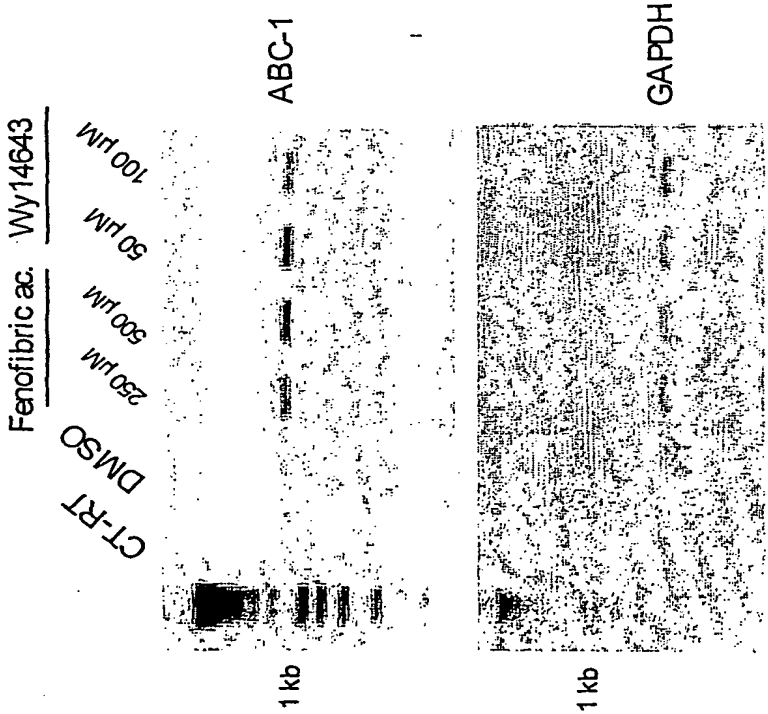 Fenofibric ac. Wy14643
CT-RT DMSO 250 µM 500 µM 50 µM 100 µM
ABC-1
1 kb
GAPDH
1 kb